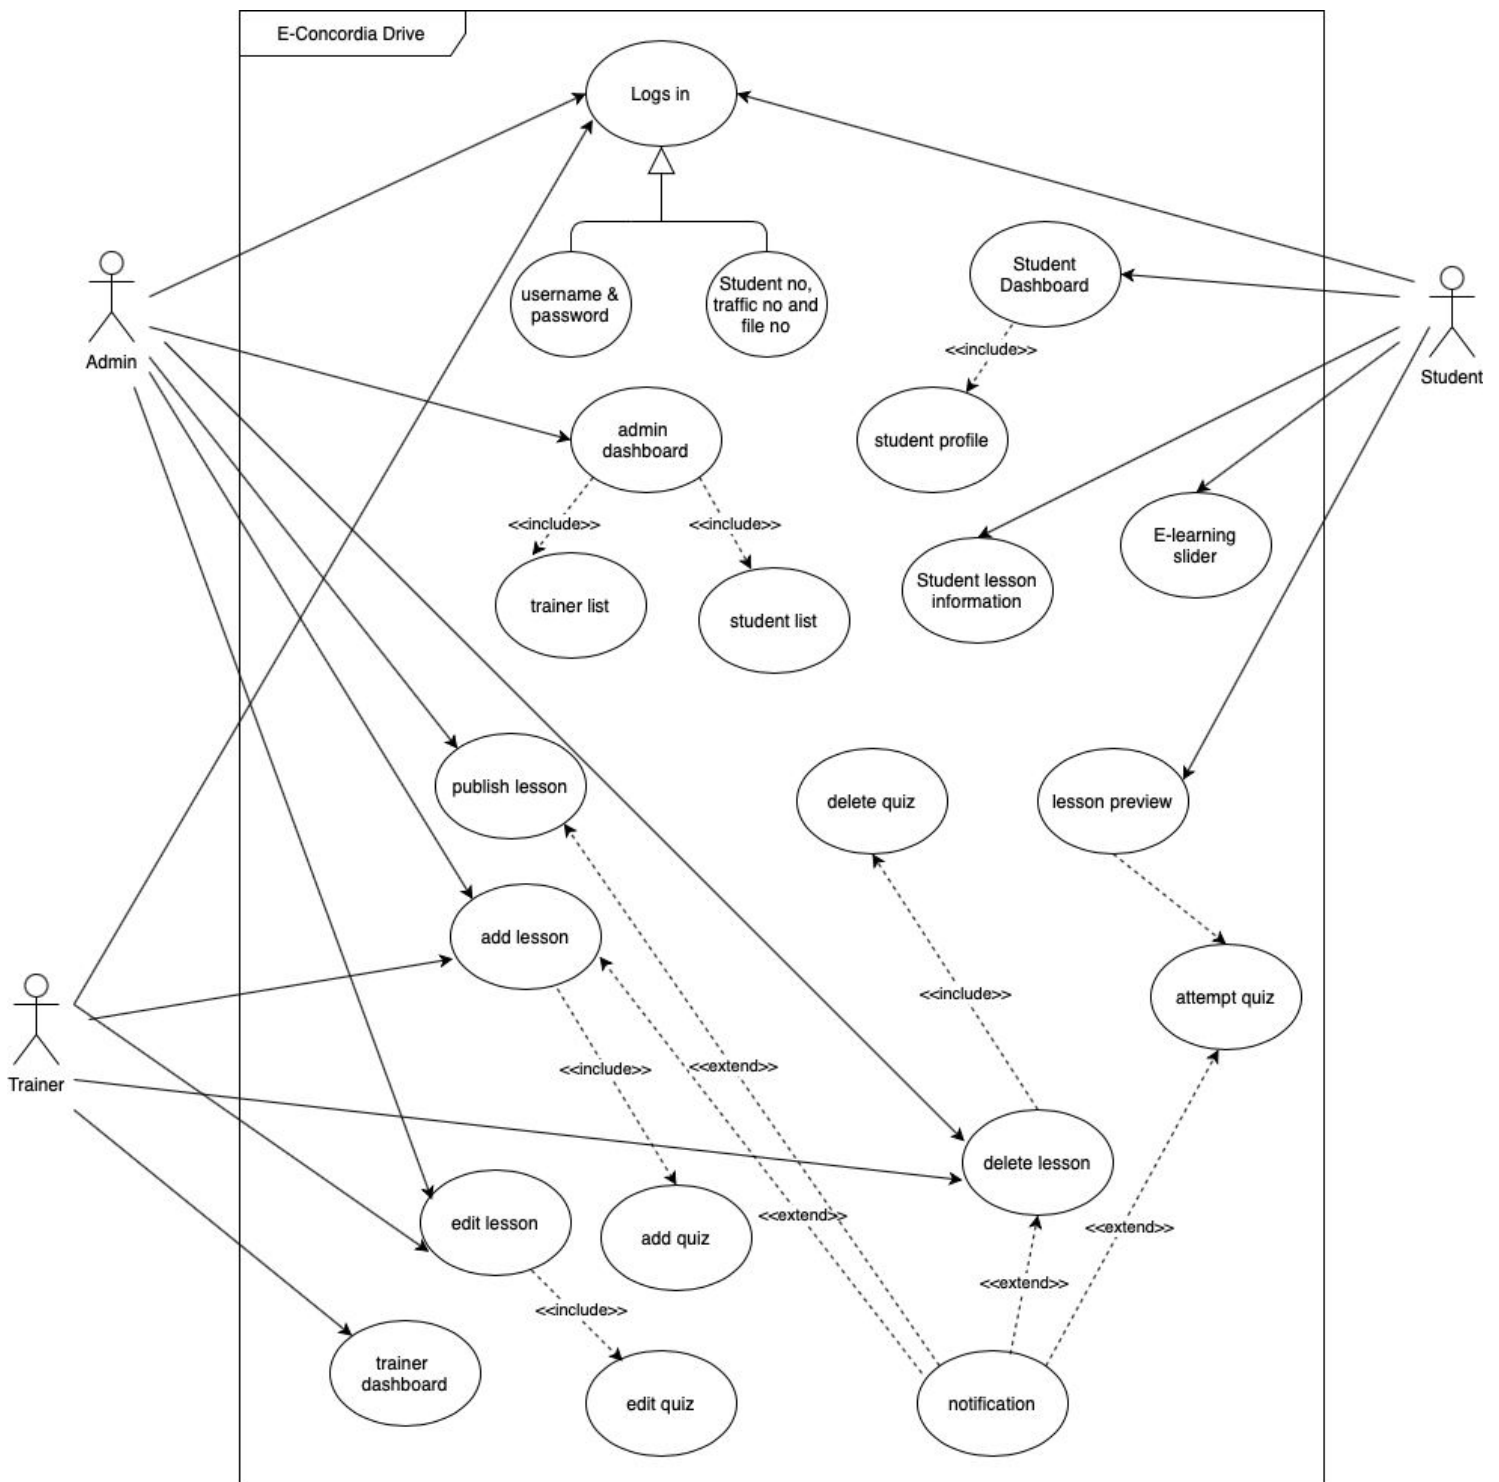 E-Concordia Drive
Logs in
username &
password
Student no,
traffic no and
file no
Student
Dashboard
<<include>>
Admin
Student
admin
dashboard
student profile
<<include>>
<<include>>
E-learning
slider
Student lesson
information
trainer list
student list
publish lesson
delete quiz
lesson preview
add lesson
<<include>>
attempt quiz
Trainer
<<include>>
<<extend>>
delete lesson
edit lesson
add quiz
<<extend>>
<<extend>>
<<extend>>
<<include>>
trainer
dashboard
edit quiz
notification